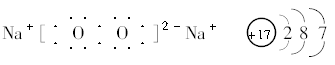 Na⁺ [ :O:O: ]²⁻ Na⁺ +17 2 8 7